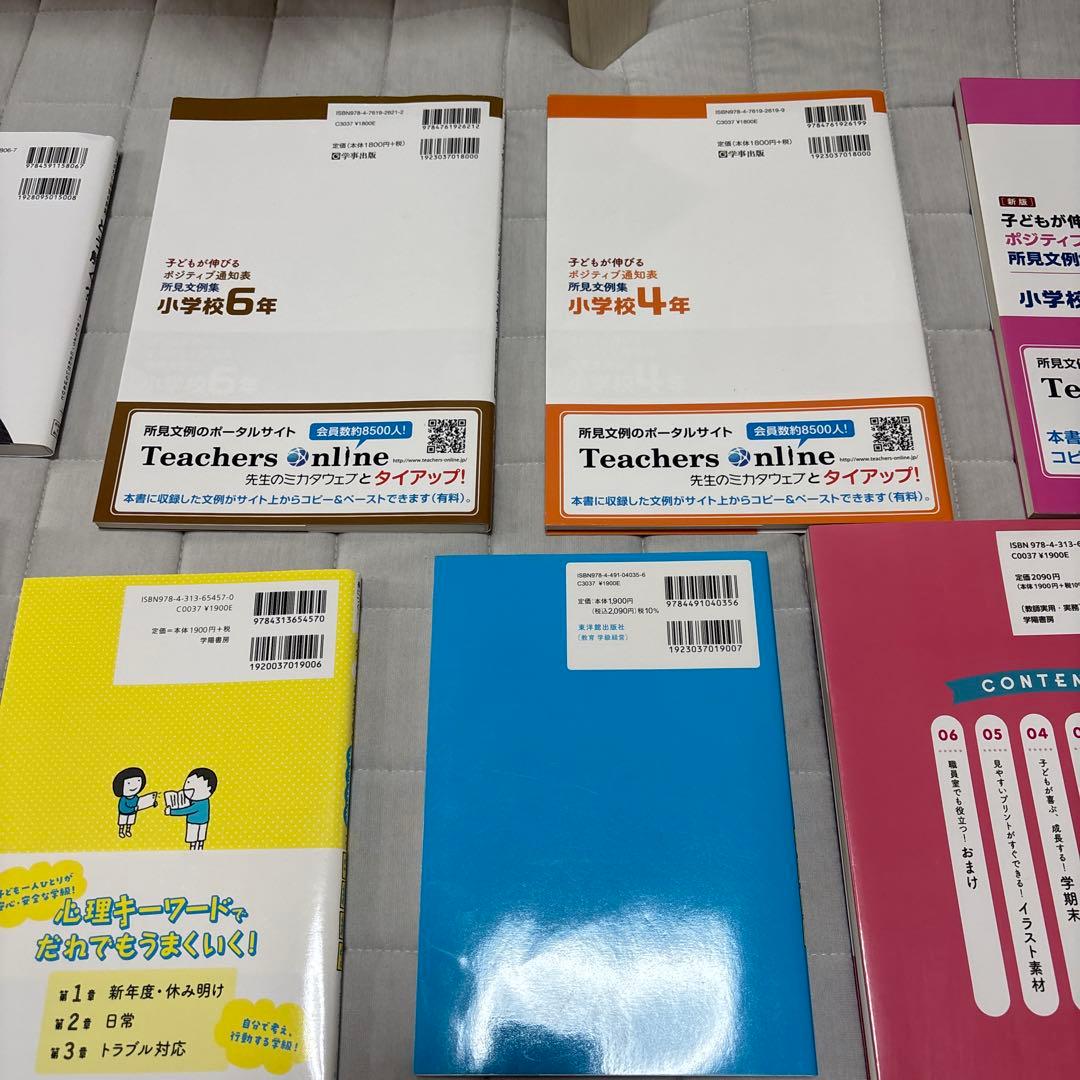 806-7
9784591158067
1928095015008
ISBN978-4-7619-2621-2
C3037 ¥1800E
定価(本体1800円+税)
学事出版
9784761926212
1923037018000
子どもが伸びる
ポジティブ通知表
所見文例集
小学校6年
所見文例のポータルサイト
会員数約8500人!
Teachers Online
http://www.teachers-online.jp/
先生のミカタウェブとタイアップ!
本書に収録した文例がサイト上からコピー&ペーストできます(有料)。
ISBN978-4-7619-2619-9
C3037 ¥1800E
定価(本体1800円+税)
学事出版
9784761926199
1923037018000
子どもが伸びる
ポジティブ通知表
所見文例集
小学校4年
所見文例のポータルサイト
会員数約8500人!
Teachers Online
http://www.teachers-online.jp/
先生のミカタウェブとタイアップ!
本書に収録した文例がサイト上からコピー&ペーストできます(有料)。
[新版]
子どもが伸
ポジティブ
所見文例
小学校
所見文
Te
本書
コピ
ISBN978-4-313-65457-0
C0037 ¥1900E
定価=本体1900円+税
学陽書房
9784313654570
1920037019006
子ども一人ひとりが
安心・安全な学級!
心理キーワードで
だれでもうまくいく!
第1章 新年度・休み明け
第2章 日常
第3章 トラブル対応
自分で考え、
行動する学級!
ISBN978-4-491-04035-6
C3037 ¥1900E
定価:本体1,900円
(税込2,090円)税10%
東洋館出版社
[教育 学級経営]
9784491040356
1923037019007
ISBN 978-4-313-6
C0037 ¥1900E
定価2090円
(本体1900円+税10%
[教師実用・実務
学陽書房
CONTEN
04
子どもが喜ぶ、成長する!
学期末
05
見やすいプリントがすぐできる!
イラスト素材
06
職員室でも役立つ!
おまけ